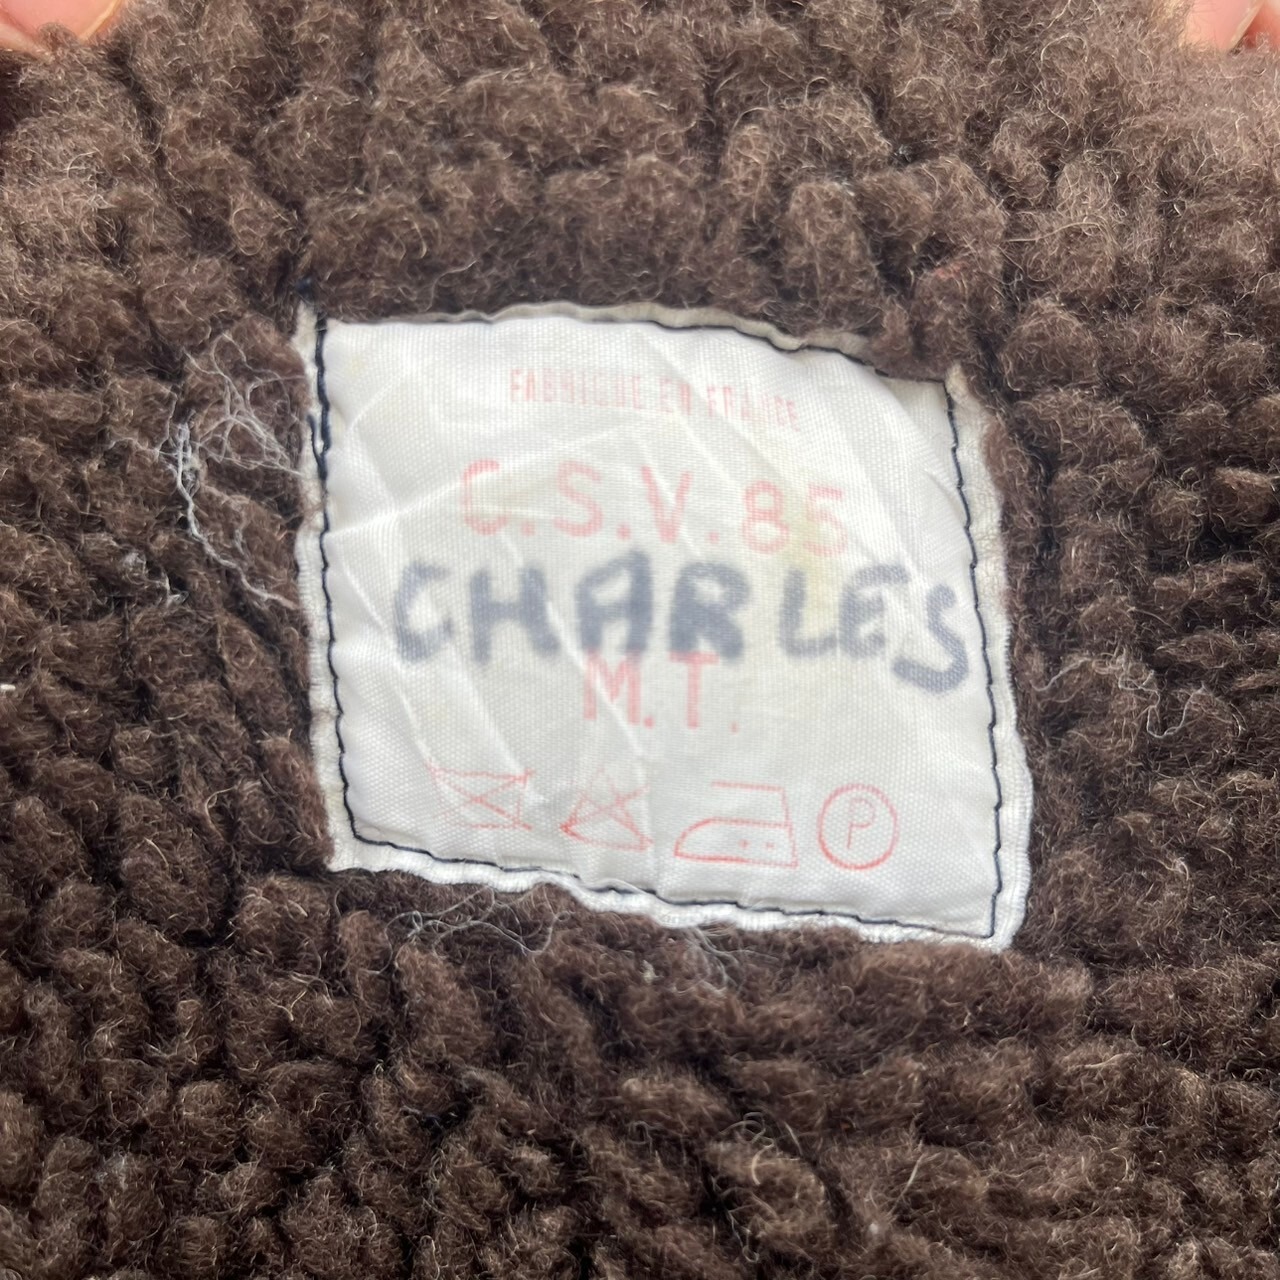 FABRIQUE EN FRANCE
C.S.V.85
CHARLES
M.T.
P